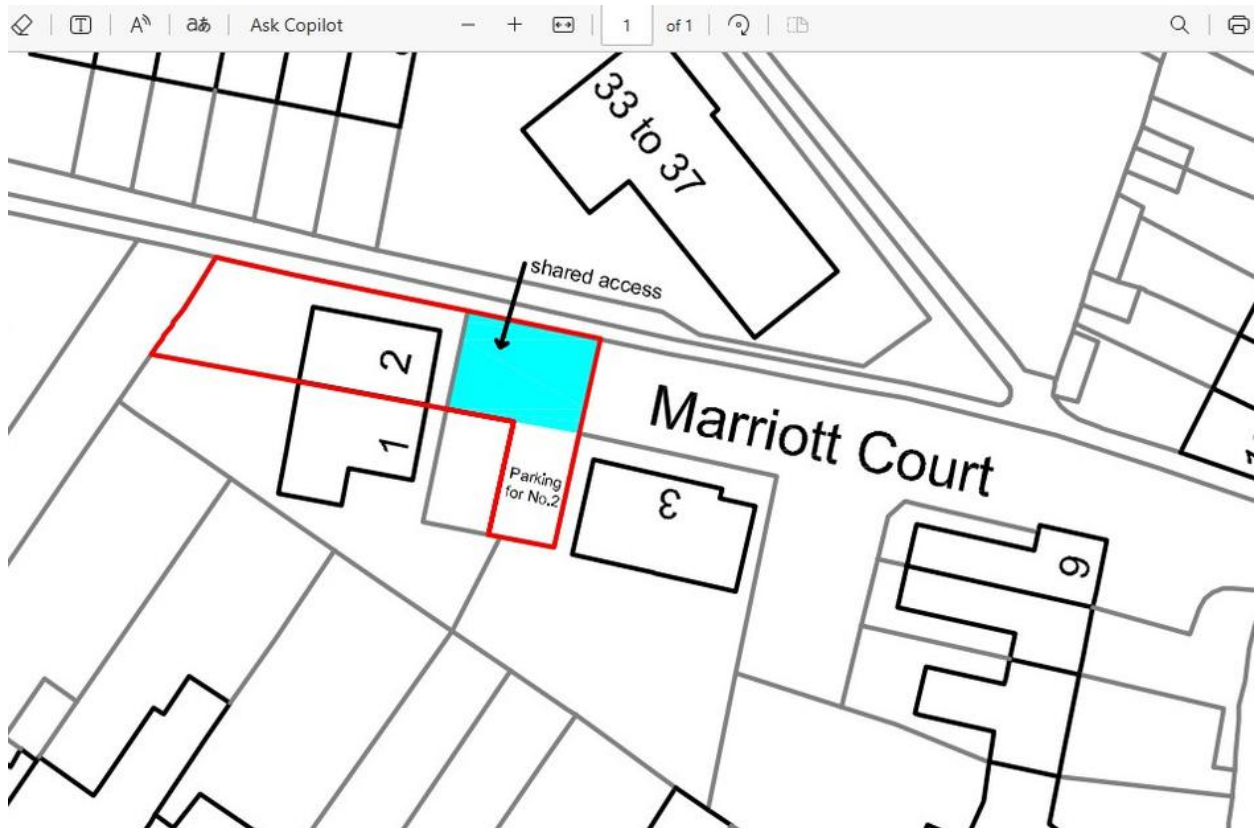 Ask Copilot
1
of 1
33 to 37
shared access
2
Marriott Court
1
Parking
for No.2
3
9